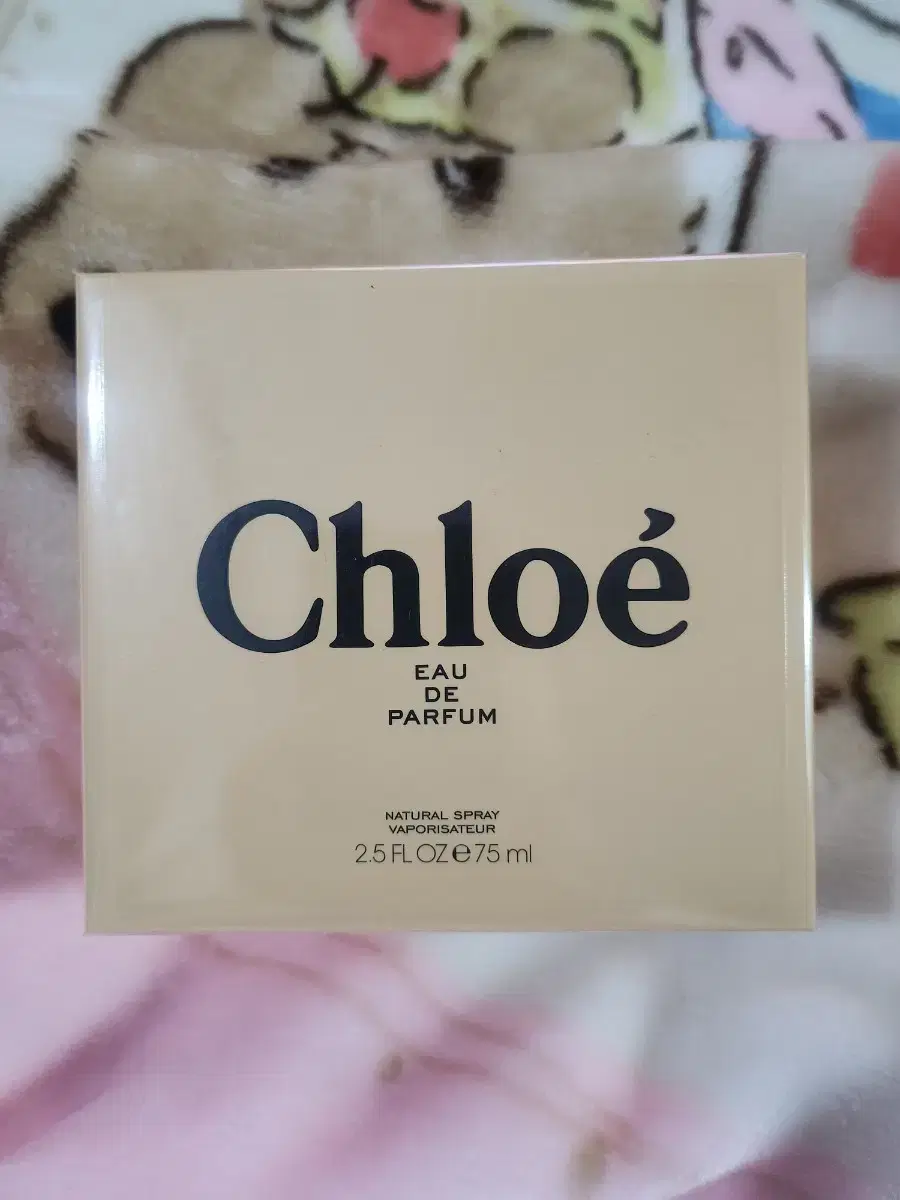 Chloé
EAU
DE
PARFUM
NATURAL SPRAY
VAPORISATEUR
2.5 FL OZ ℮ 75 ml